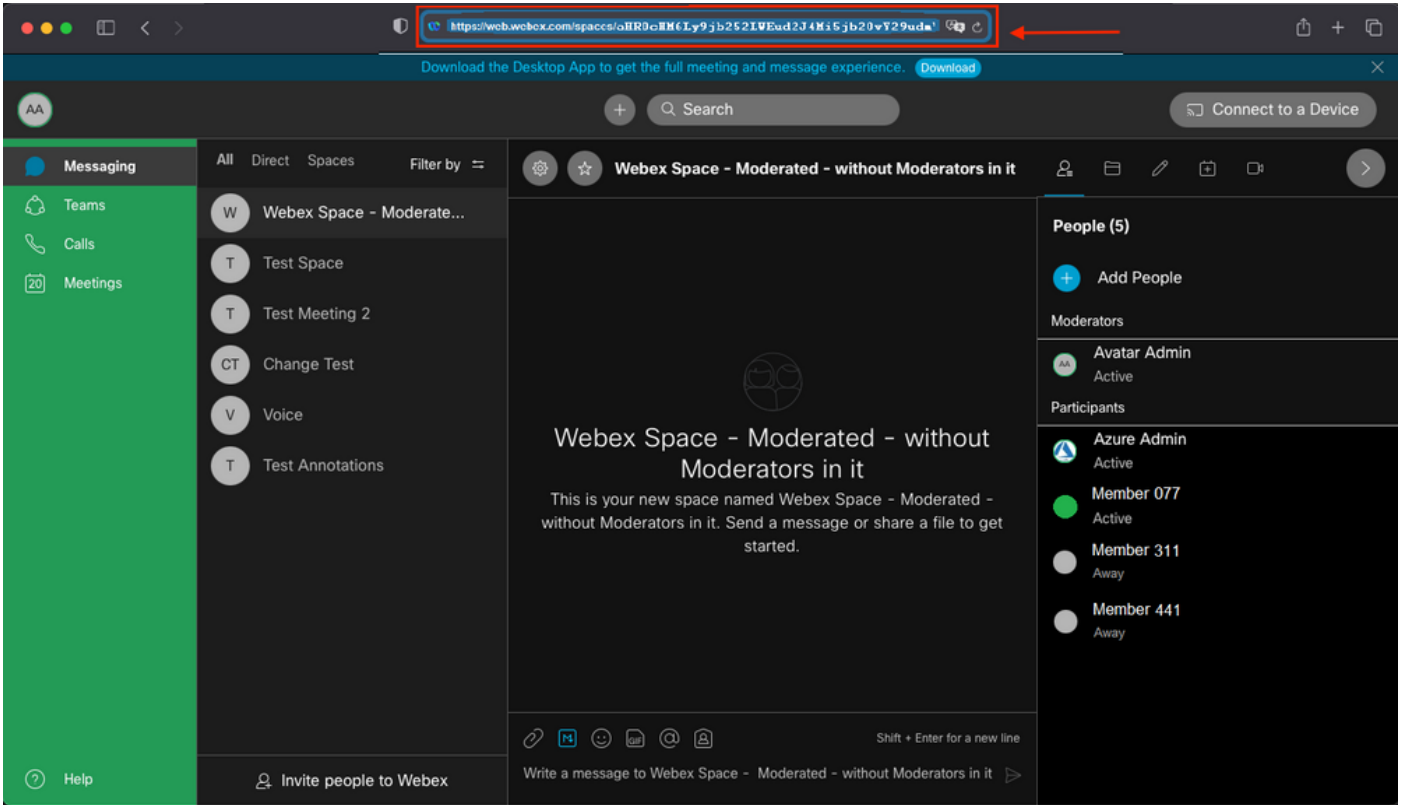 https://web.webex.com/spaces/
Download the Desktop App to get the full meeting and message experience. Download
AA
Search
Connect to a Device
Messaging
Teams
Calls
20 Meetings
Help
All Direct Spaces Filter by
W Webex Space - Moderate...
T Test Space
T Test Meeting 2
CT Change Test
V Voice
T Test Annotations
Invite people to Webex
Webex Space - Moderated - without Moderators in it
Webex Space - Moderated - without
Moderators in it
This is your new space named Webex Space - Moderated -
without Moderators in it. Send a message or share a file to get
started.
GIF
Shift + Enter for a new line
Write a message to Webex Space - Moderated - without Moderators in it
People (5)
Add People
Moderators
AA Avatar Admin
Active
Participants
Azure Admin
Active
Member 077
Active
Member 311
Away
Member 441
Away